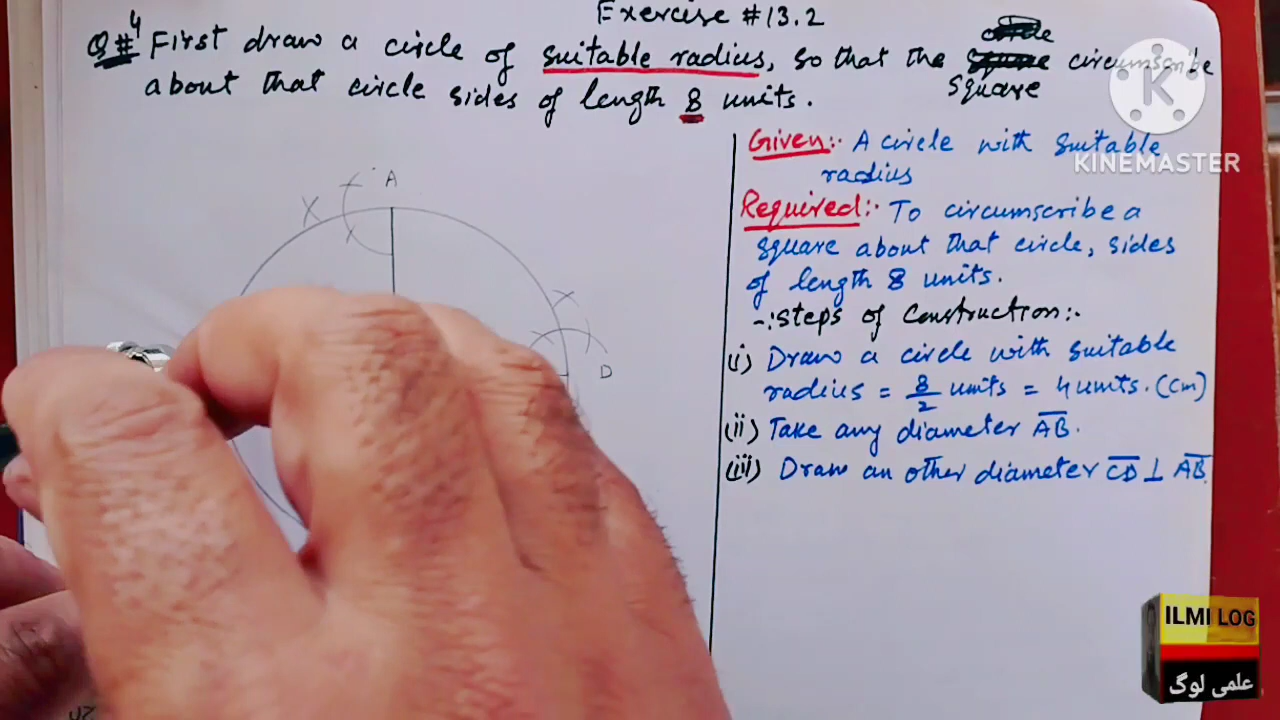 Exercise #13.2
Q#4 First draw a circle of suitable radius, so that the square circumscribe
about that circle sides of length 8 units.
Given:- A circle with suitable
radius
KINEMASTER
Required:- To circumscribe a
square about that circle, sides
of length 8 units.
-:Steps of Construction:-
(i) Draw a circle with suitable
radius = 8/2 units = 4 units. (cm)
(ii) Take any diameter AB.
(iii) Draw an other diameter CD ⊥ AB.
A
D
ILMI LOG
علمی لوگ